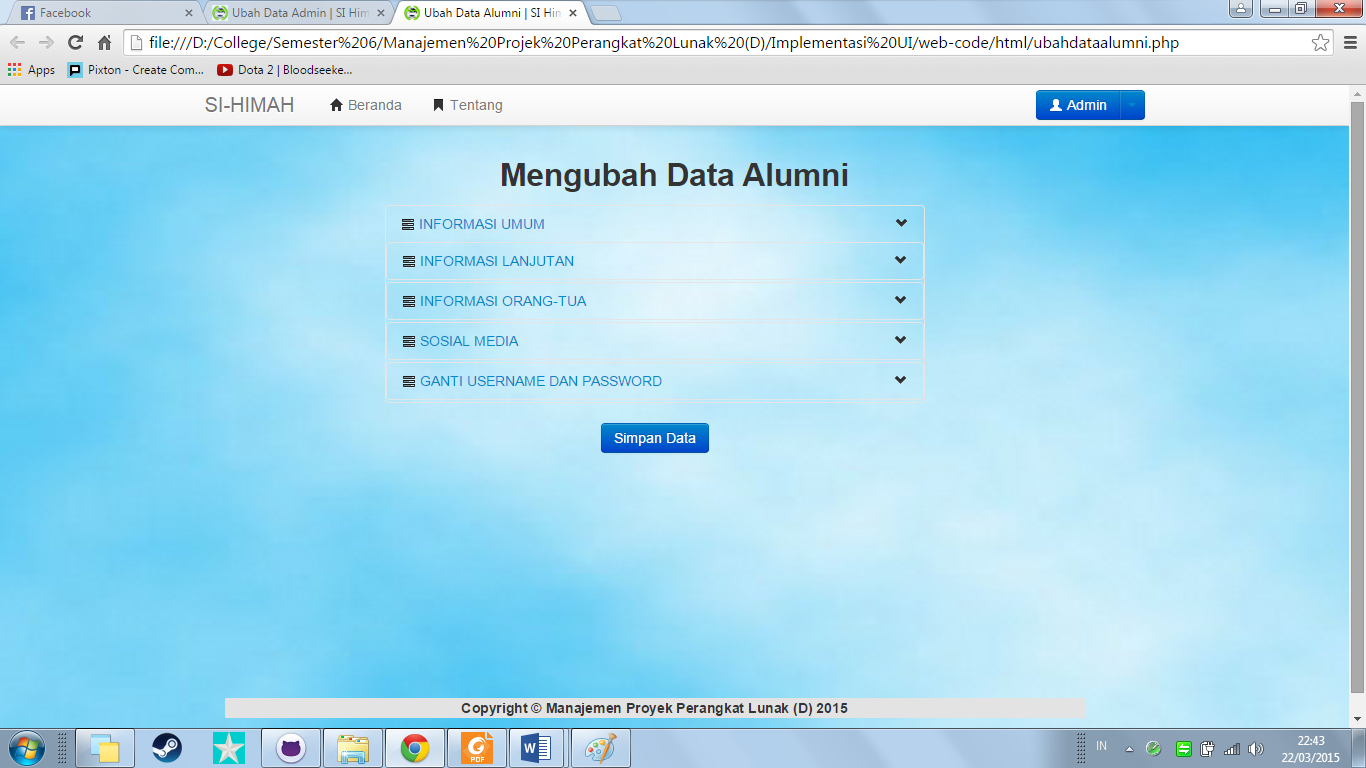 Facebook
Ubah Data Admin | SI Him
Ubah Data Alumni | SI Him
file:///D:/College/Semester%206/Manajemen%20Projek%20Perangkat%20Lunak%20(D)/Implementasi%20UI/web-code/html/ubahdataalumni.php
Apps
Pixton - Create Com...
Dota 2 | Bloodseeke...
SI-HIMAH
Beranda
Tentang
Admin
Mengubah Data Alumni
INFORMASI UMUM
INFORMASI LANJUTAN
INFORMASI ORANG-TUA
SOSIAL MEDIA
GANTI USERNAME DAN PASSWORD
Simpan Data
Copyright © Manajemen Proyek Perangkat Lunak (D) 2015
PDF
IN
22:43
22/03/2015